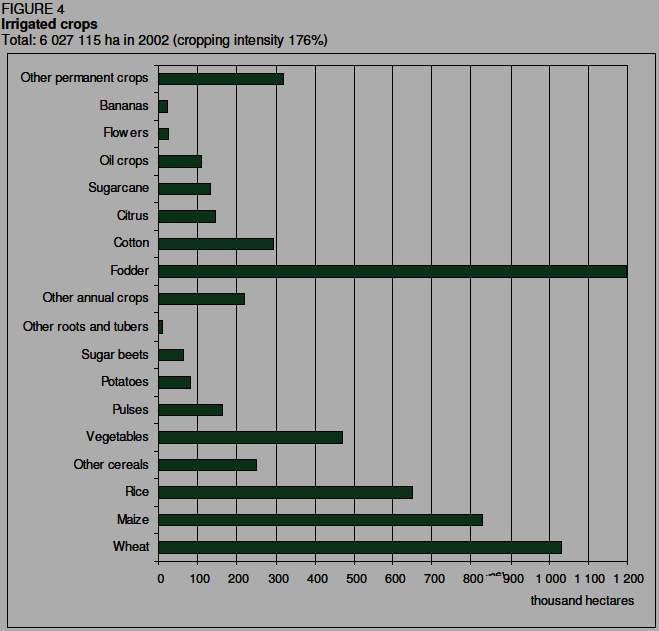 FIGURE 4
Irrigated crops
Total: 6 027 115 ha in 2002 (cropping intensity 176%)
Other permanent crops
Bananas
Flowers
Oil crops
Sugarcane
Citrus
Cotton
Fodder
Other annual crops
Other roots and tubers
Sugar beets
Potatoes
Pulses
Vegetables
Other cereals
Rice
Maize
Wheat
0 100 200 300 400 500 600 700 800 900 1 000 1 100 1 200
thousand hectares